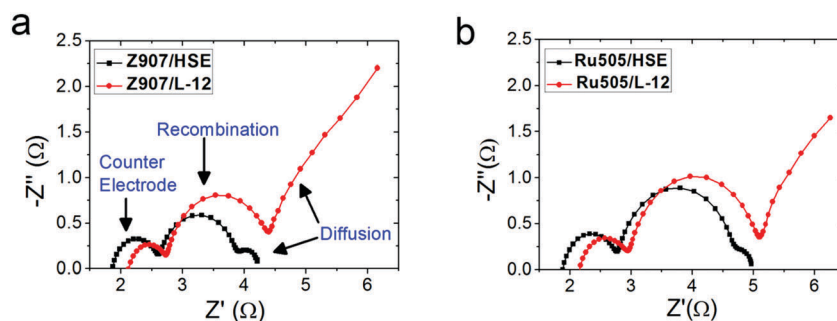 a
2.5
2.0
1.5
1.0
0.5
0.0
-Z'' (Ω)
Z907/HSE
Z907/L-12
Recombination
Counter
Electrode
Diffusion
2 3 4 5 6
Z' (Ω)
b
2.5
2.0
1.5
1.0
0.5
0.0
-Z''(Ω)
Ru505/HSE
Ru505/L-12
2 3 4 5 6
Z'(Ω)